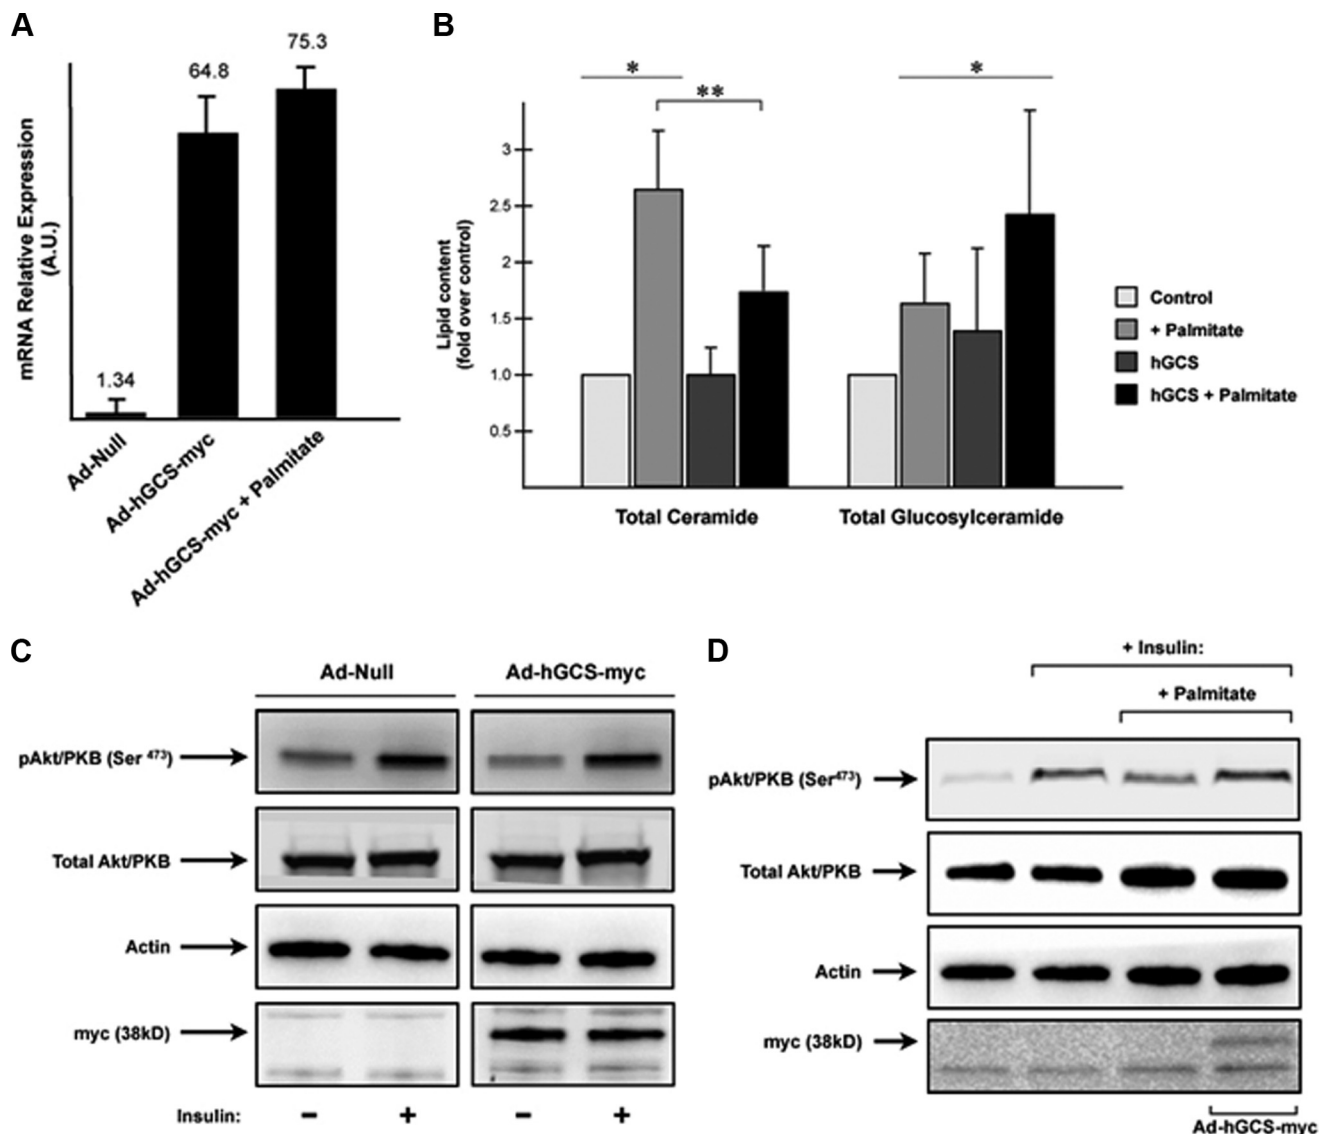 A
mRNA Relative Expression
(A.U.)
1.34
64.8
75.3
Ad-Null
Ad-hGCS-myc
Ad-hGCS-myc + Palmitate
B
Lipid content
(fold over control)
3
2.5
2
1.5
1.0
0.5
*
**
*
Total Ceramide
Total Glucosylceramide
Control
+ Palmitate
hGCS
hGCS + Palmitate
C
Ad-Null
Ad-hGCS-myc
pAkt/PKB (Ser 473)
Total Akt/PKB
Actin
myc (38kD)
Insulin: – + – +
D
+ Insulin:
+ Palmitate
pAkt/PKB (Ser473)
Total Akt/PKB
Actin
myc (38kD)
Ad-hGCS-myc